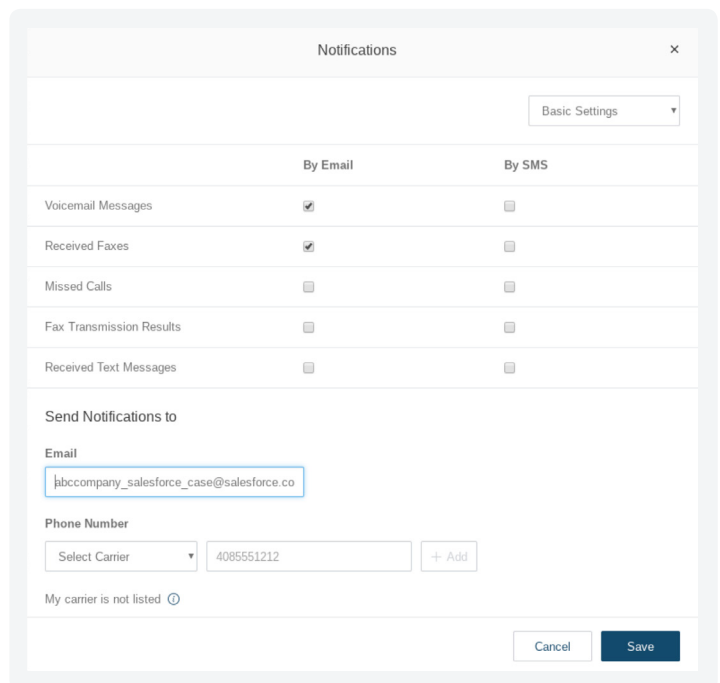 Notifications ×
Basic Settings
By Email By SMS
Voicemail Messages
Received Faxes
Missed Calls
Fax Transmission Results
Received Text Messages
Send Notifications to
Email
abccompany_salesforce_case@salesforce.co
Phone Number
Select Carrier 4085551212 + Add
My carrier is not listed i
Cancel Save